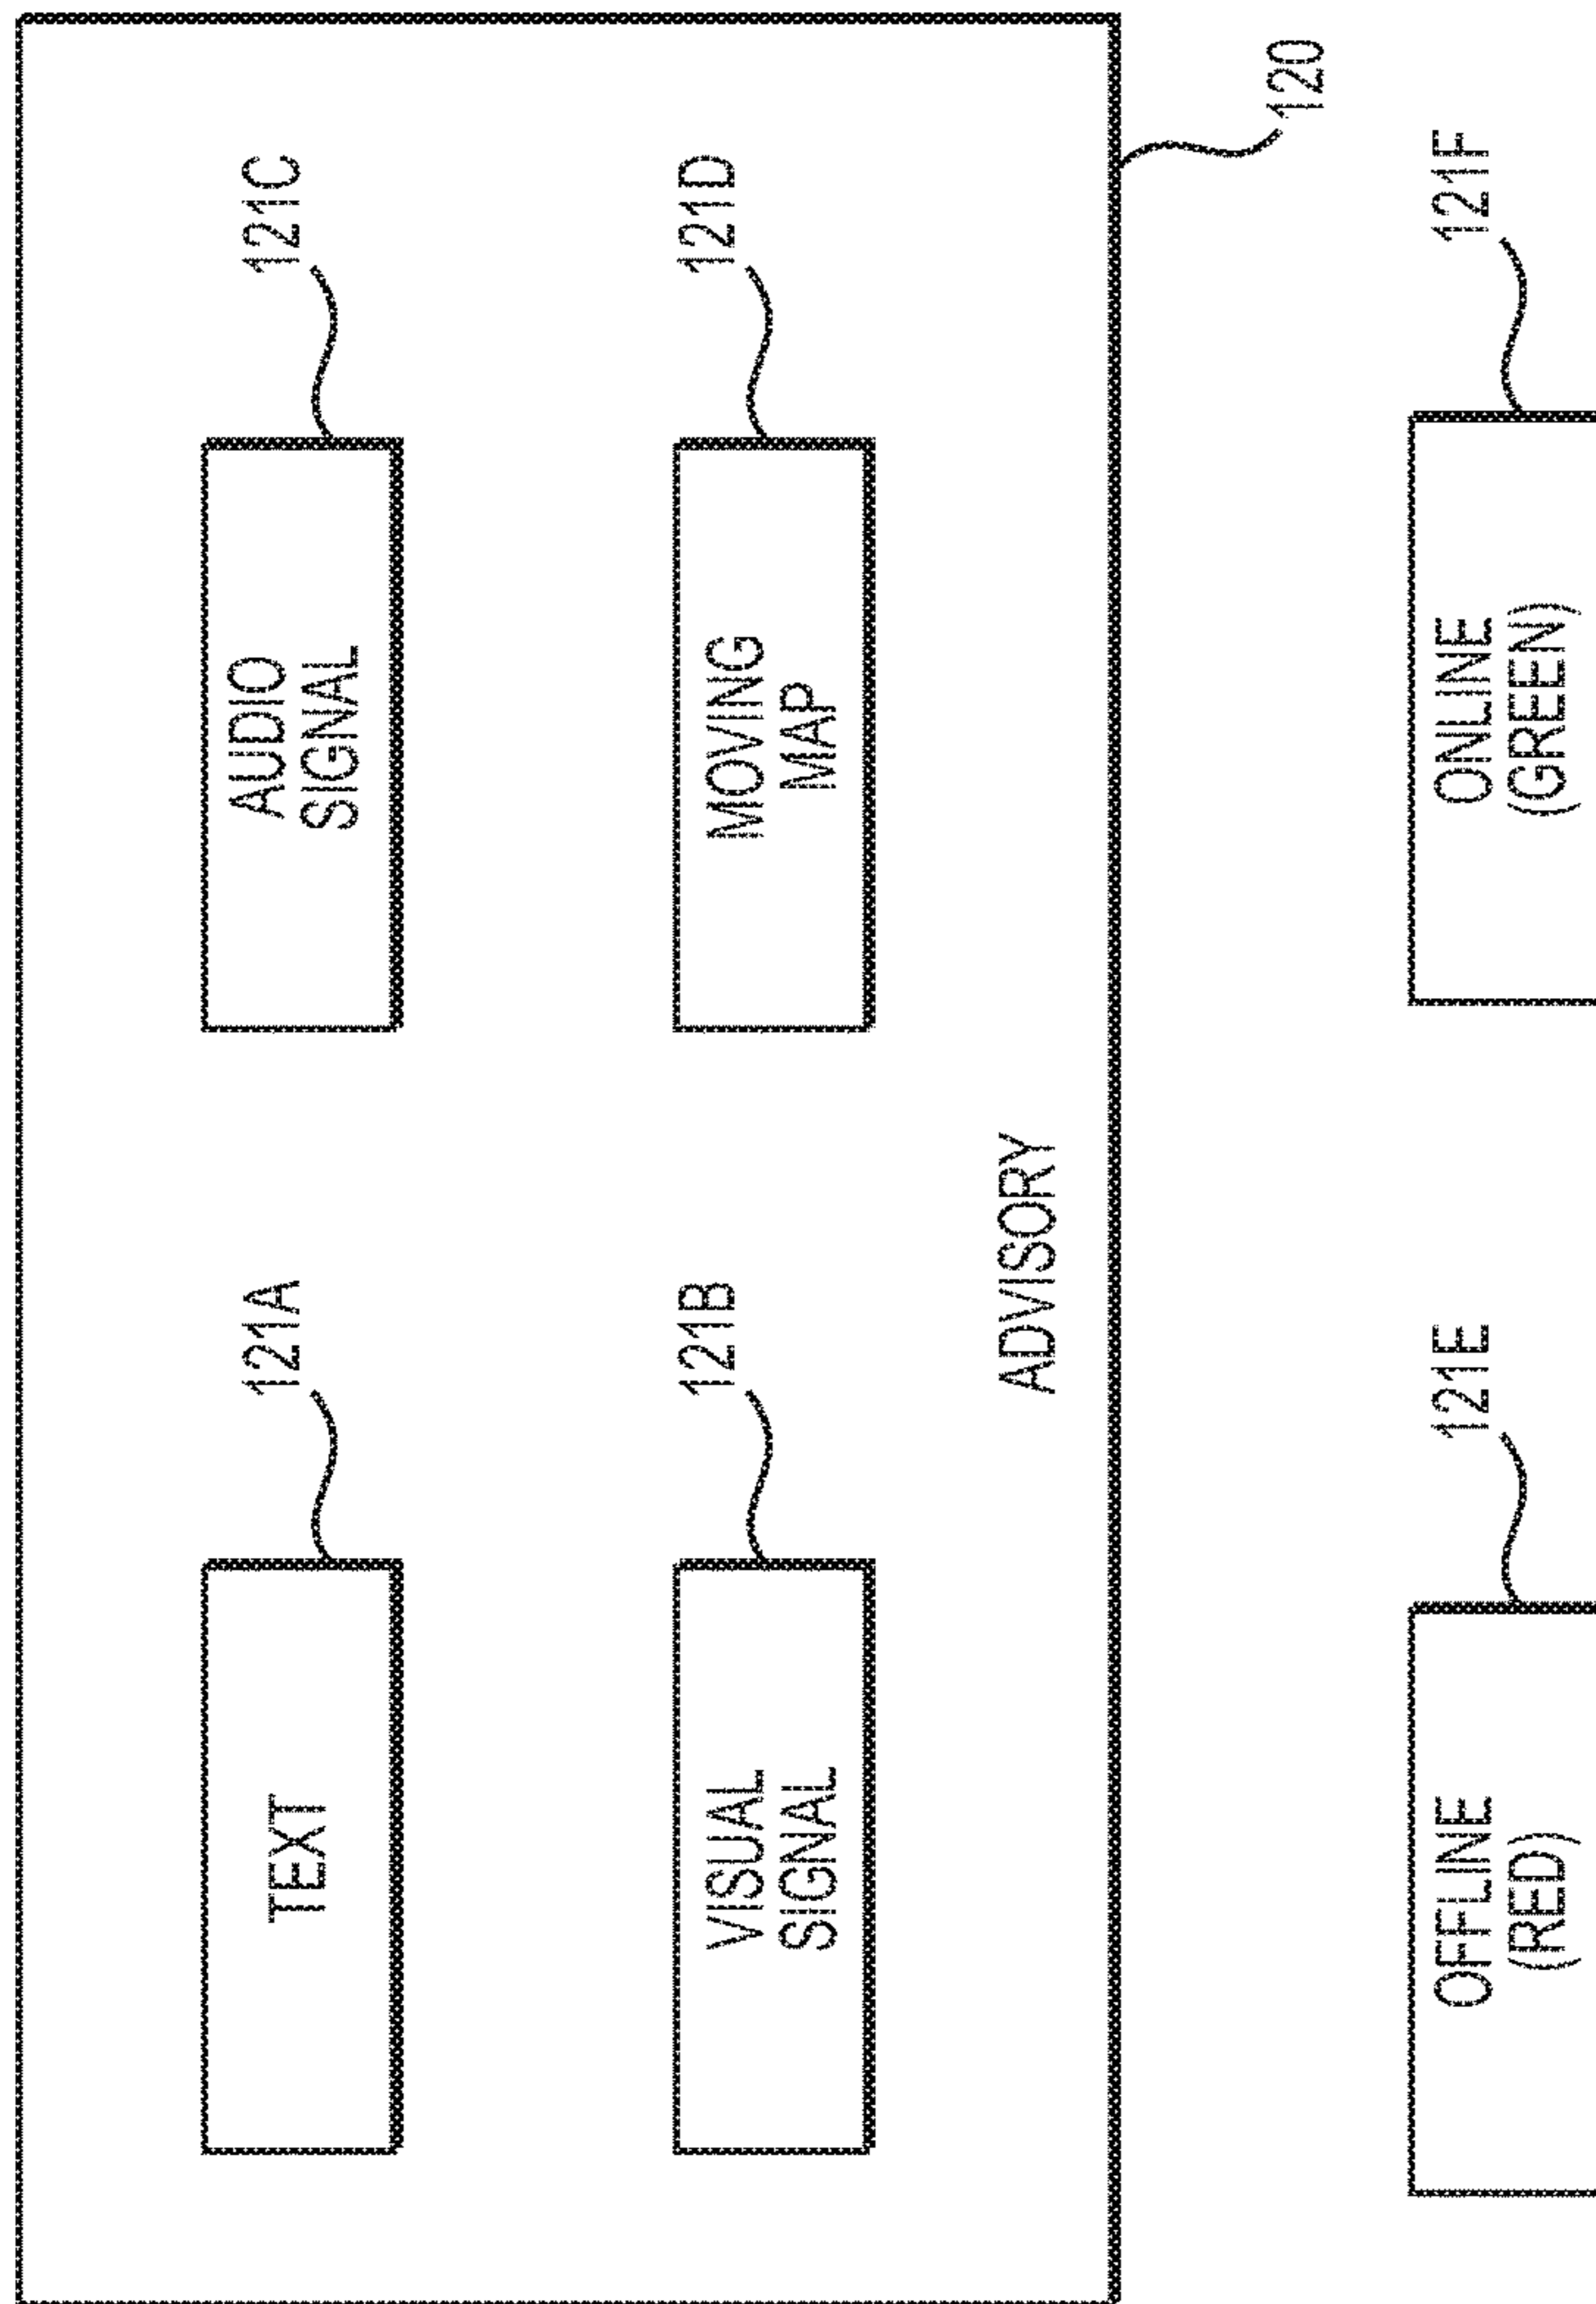 121A
121C
TEXT
AUDIO
SIGNAL
121B
121D
VISUAL
SIGNAL
MOVING
MAP
ADVISORY
120
121E
121F
OFFLINE
(RED)
ONLINE
(GREEN)